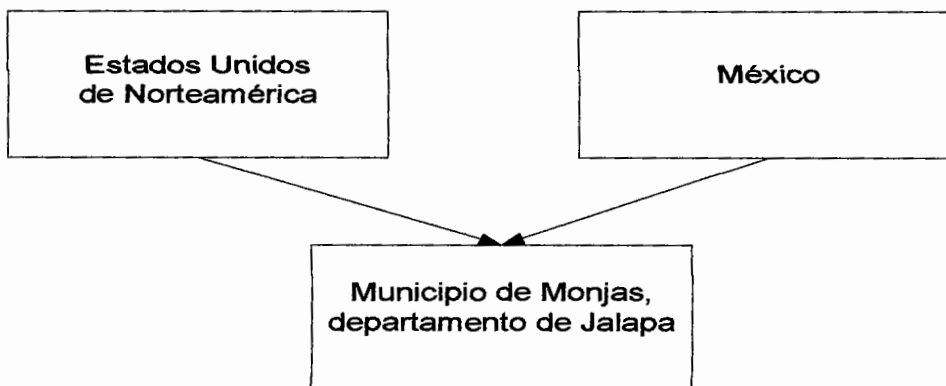 Estados Unidos
de Norteamérica
México
Municipio de Monjas,
departamento de Jalapa